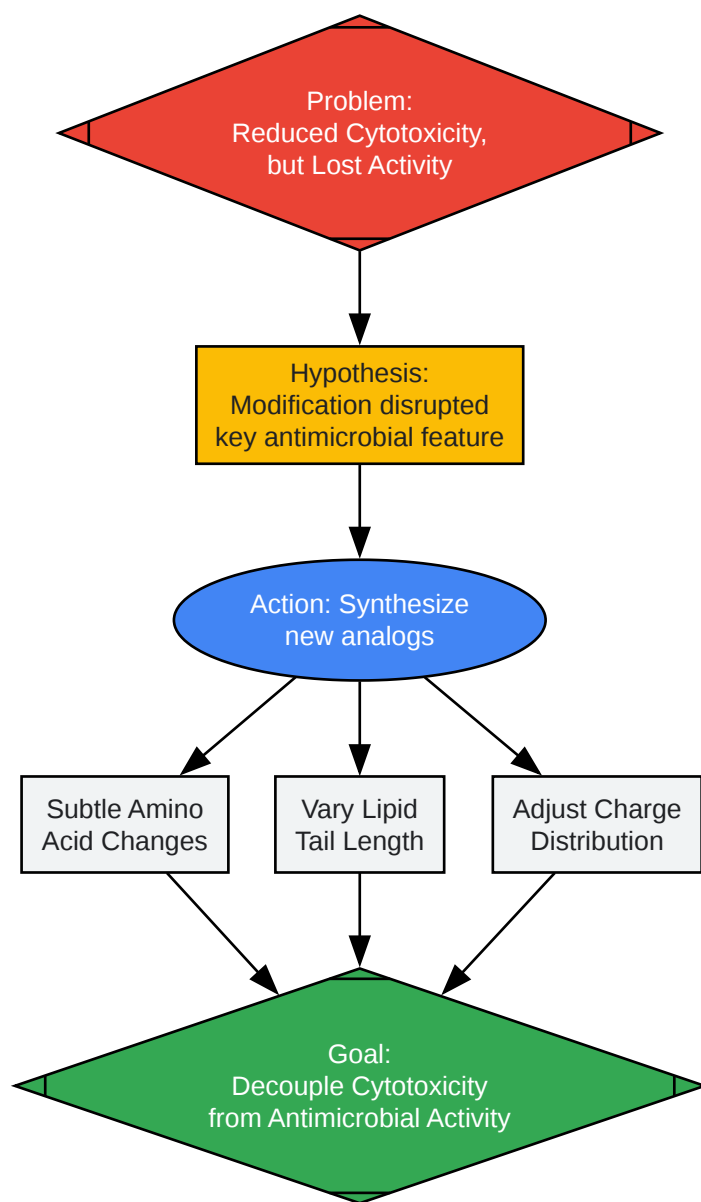 Problem:
Reduced Cytotoxicity,
but Lost Activity
Hypothesis:
Modification disrupted
key antimicrobial feature
Action: Synthesize
new analogs
Subtle Amino
Acid Changes
Vary Lipid
Tail Length
Adjust Charge
Distribution
Goal:
Decouple Cytotoxicity
from Antimicrobial Activity